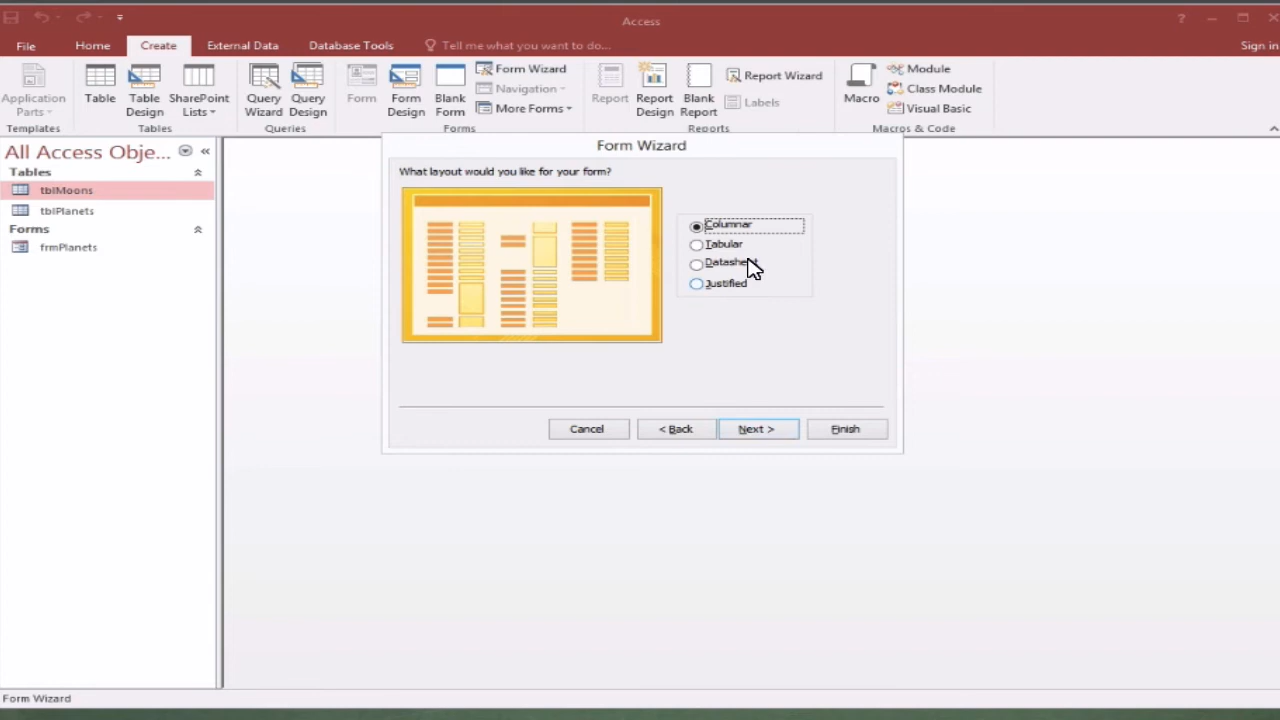 Access
File Home Create External Data Database Tools Tell me what you want to do... Sign in
Application Parts Table Table Design SharePoint Lists Query Wizard Query Design Form Form Design Blank Form Form Wizard Navigation More Forms Report Report Design Blank Report Report Wizard Labels Macro Module Class Module Visual Basic
Templates Tables Queries Forms Reports Macros & Code
All Access Obje...
Tables
tblMoons
tblPlanets
Forms
frmPlanets
Form Wizard
What layout would you like for your form?
Columnar
Tabular
Datasheet
Justified
Cancel < Back Next > Finish
Form Wizard